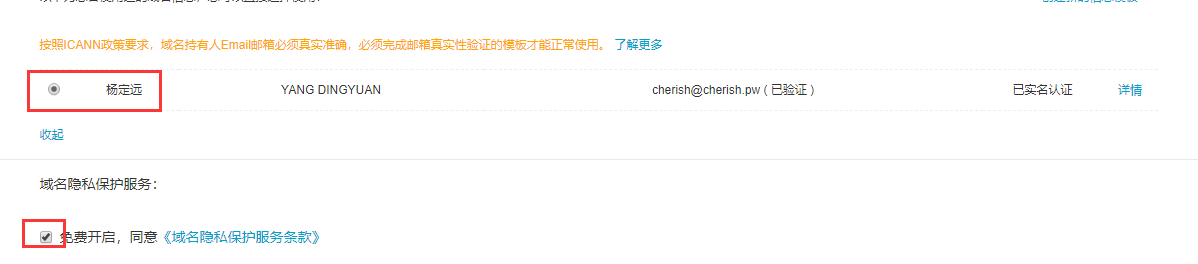 按照ICANN政策要求，域名持有人Email邮箱必须真实准确，必须完成邮箱真实性验证的模板才能正常使用。 了解更多
杨定远 YANG DINGYUAN cherish@cherish.pw ( 已验证 ) 已实名认证 详情
收起
域名隐私保护服务：
免费开启，同意《域名隐私保护服务条款》